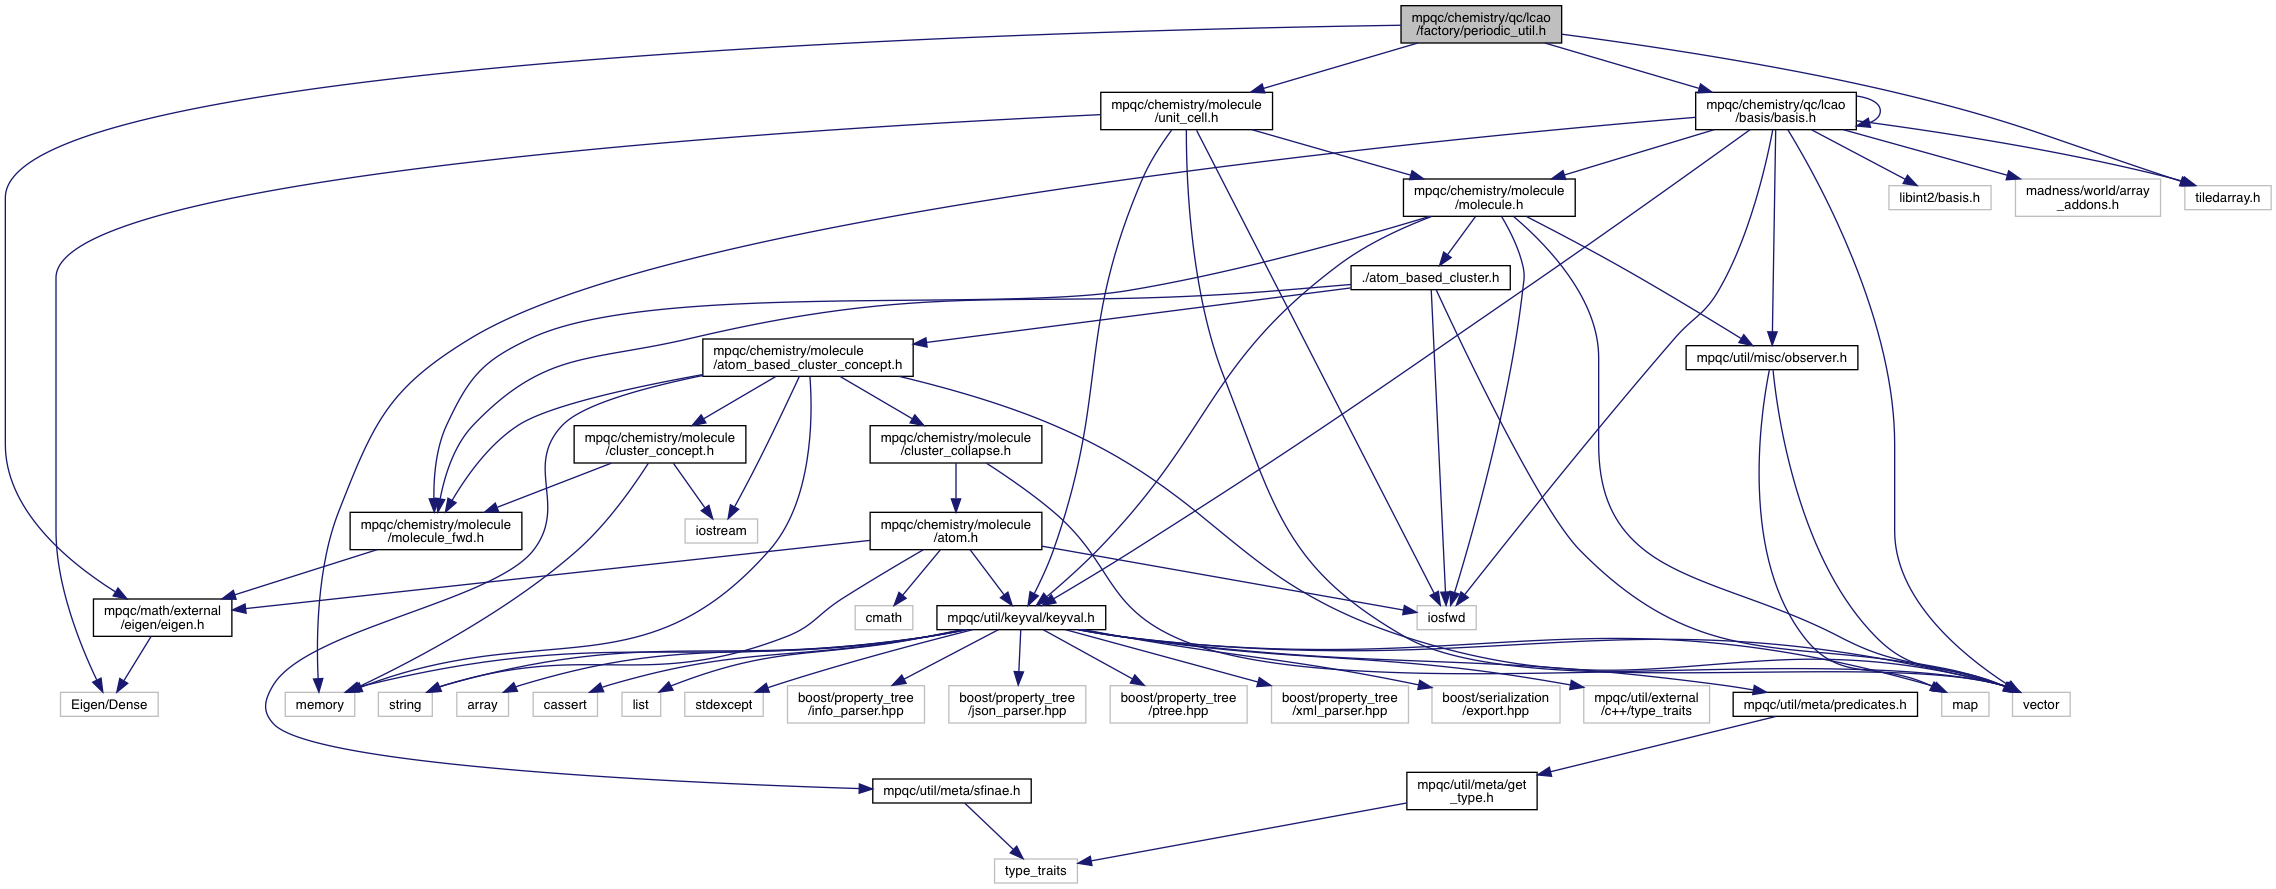 mpqc/chemistry/qc/lcao
/factory/periodic_util.h
mpqc/chemistry/molecule
/unit_cell.h
mpqc/chemistry/qc/lcao
/basis/basis.h
mpqc/chemistry/molecule
/molecule.h
libint2/basis.h
madness/world/array
_addons.h
tiledarray.h
./atom_based_cluster.h
mpqc/chemistry/molecule
/atom_based_cluster_concept.h
mpqc/util/misc/observer.h
mpqc/chemistry/molecule
/cluster_concept.h
mpqc/chemistry/molecule
/cluster_collapse.h
mpqc/chemistry/molecule
/molecule_fwd.h
iostream
mpqc/chemistry/molecule
/atom.h
mpqc/math/external
/eigen/eigen.h
cmath
mpqc/util/keyval/keyval.h
iosfwd
Eigen/Dense
memory
string
array
cassert
list
stdexcept
boost/property_tree
/info_parser.hpp
boost/property_tree
/json_parser.hpp
boost/property_tree
/ptree.hpp
boost/property_tree
/xml_parser.hpp
boost/serialization
/export.hpp
mpqc/util/external
/c++/type_traits
mpqc/util/meta/predicates.h
map
vector
mpqc/util/meta/sfinae.h
mpqc/util/meta/get
_type.h
type_traits